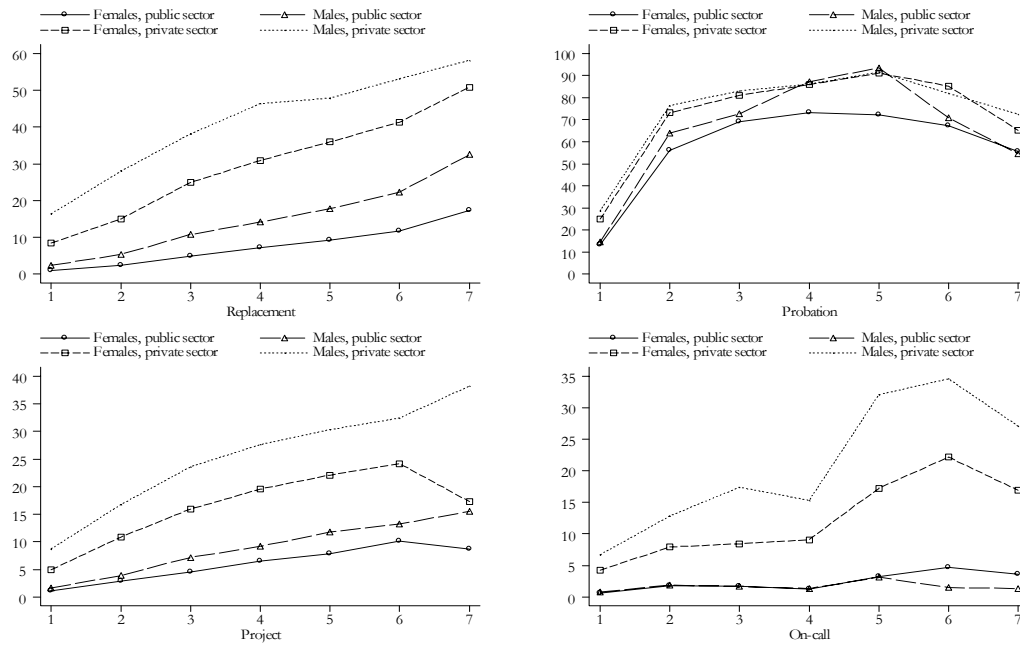 Females, public sector Males, public sector
Females, private sector Males, private sector
60
50
40
30
20
10
0
1 2 3 4 5 6 7
Replacement
Females, public sector Males, public sector
Females, private sector Males, private sector
100
90
80
70
60
50
40
30
20
10
0
1 2 3 4 5 6 7
Probation
Females, public sector Males, public sector
Females, private sector Males, private sector
40
35
30
25
20
15
10
5
0
1 2 3 4 5 6 7
Project
Females, public sector Males, public sector
Females, private sector Males, private sector
35
30
25
20
15
10
5
0
1 2 3 4 5 6 7
On-call